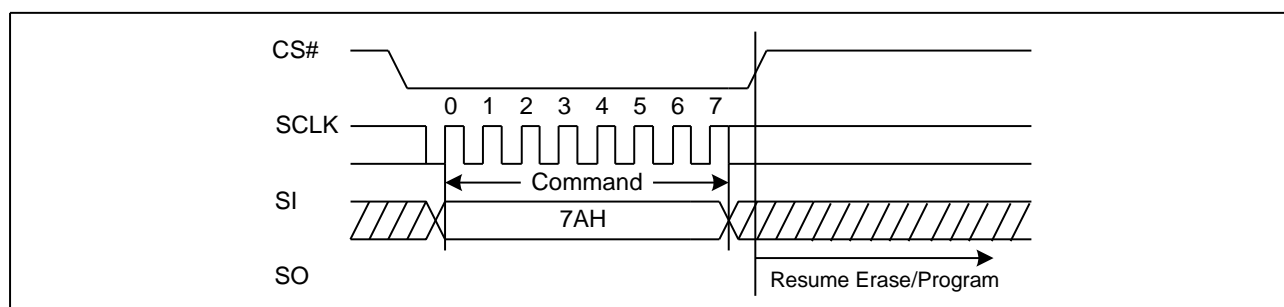 CS#
0 1 2 3 4 5 6 7
SCLK
Command
SI
7AH
SO
Resume Erase/Program